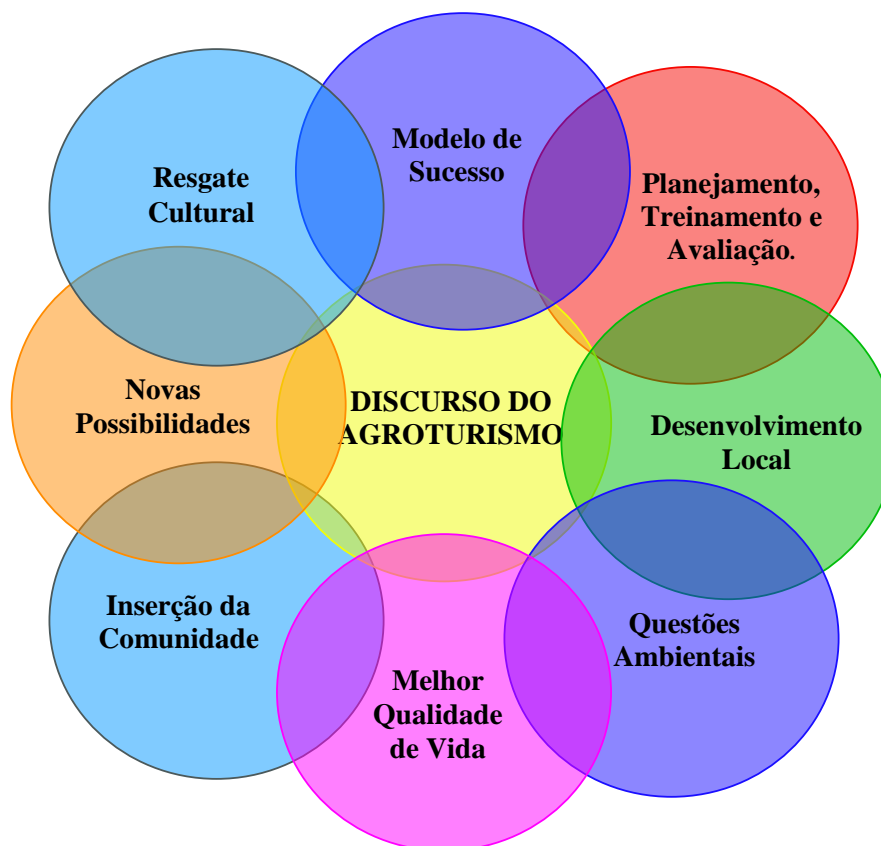 Modelo de
Sucesso
Resgate
Cultural
Planejamento,
Treinamento e
Avaliação.
Novas
Possibilidades
DISCURSO DO
AGROTURISMO
Desenvolvimento
Local
Inserção da
Comunidade
Questões
Ambientais
Melhor
Qualidade
de Vida